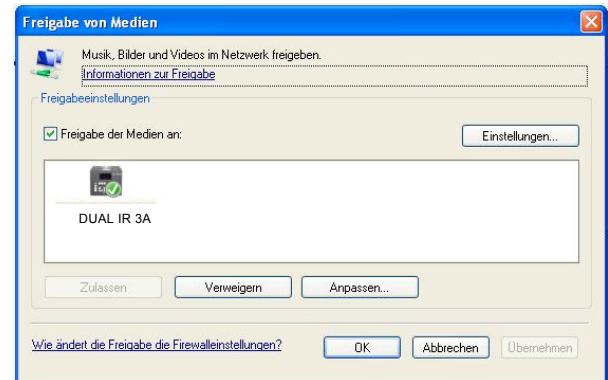 Freigabe von Medien
Musik, Bilder und Videos im Netzwerk freigeben.
Informationen zur Freigabe
Freigabeeinstellungen
Freigabe der Medien an:
Einstellungen...
DUAL IR 3A
Zulassen Verweigern Anpassen...
Wie ändert die Freigabe die Firewalleinstellungen? OK Abbrechen Übernehmen